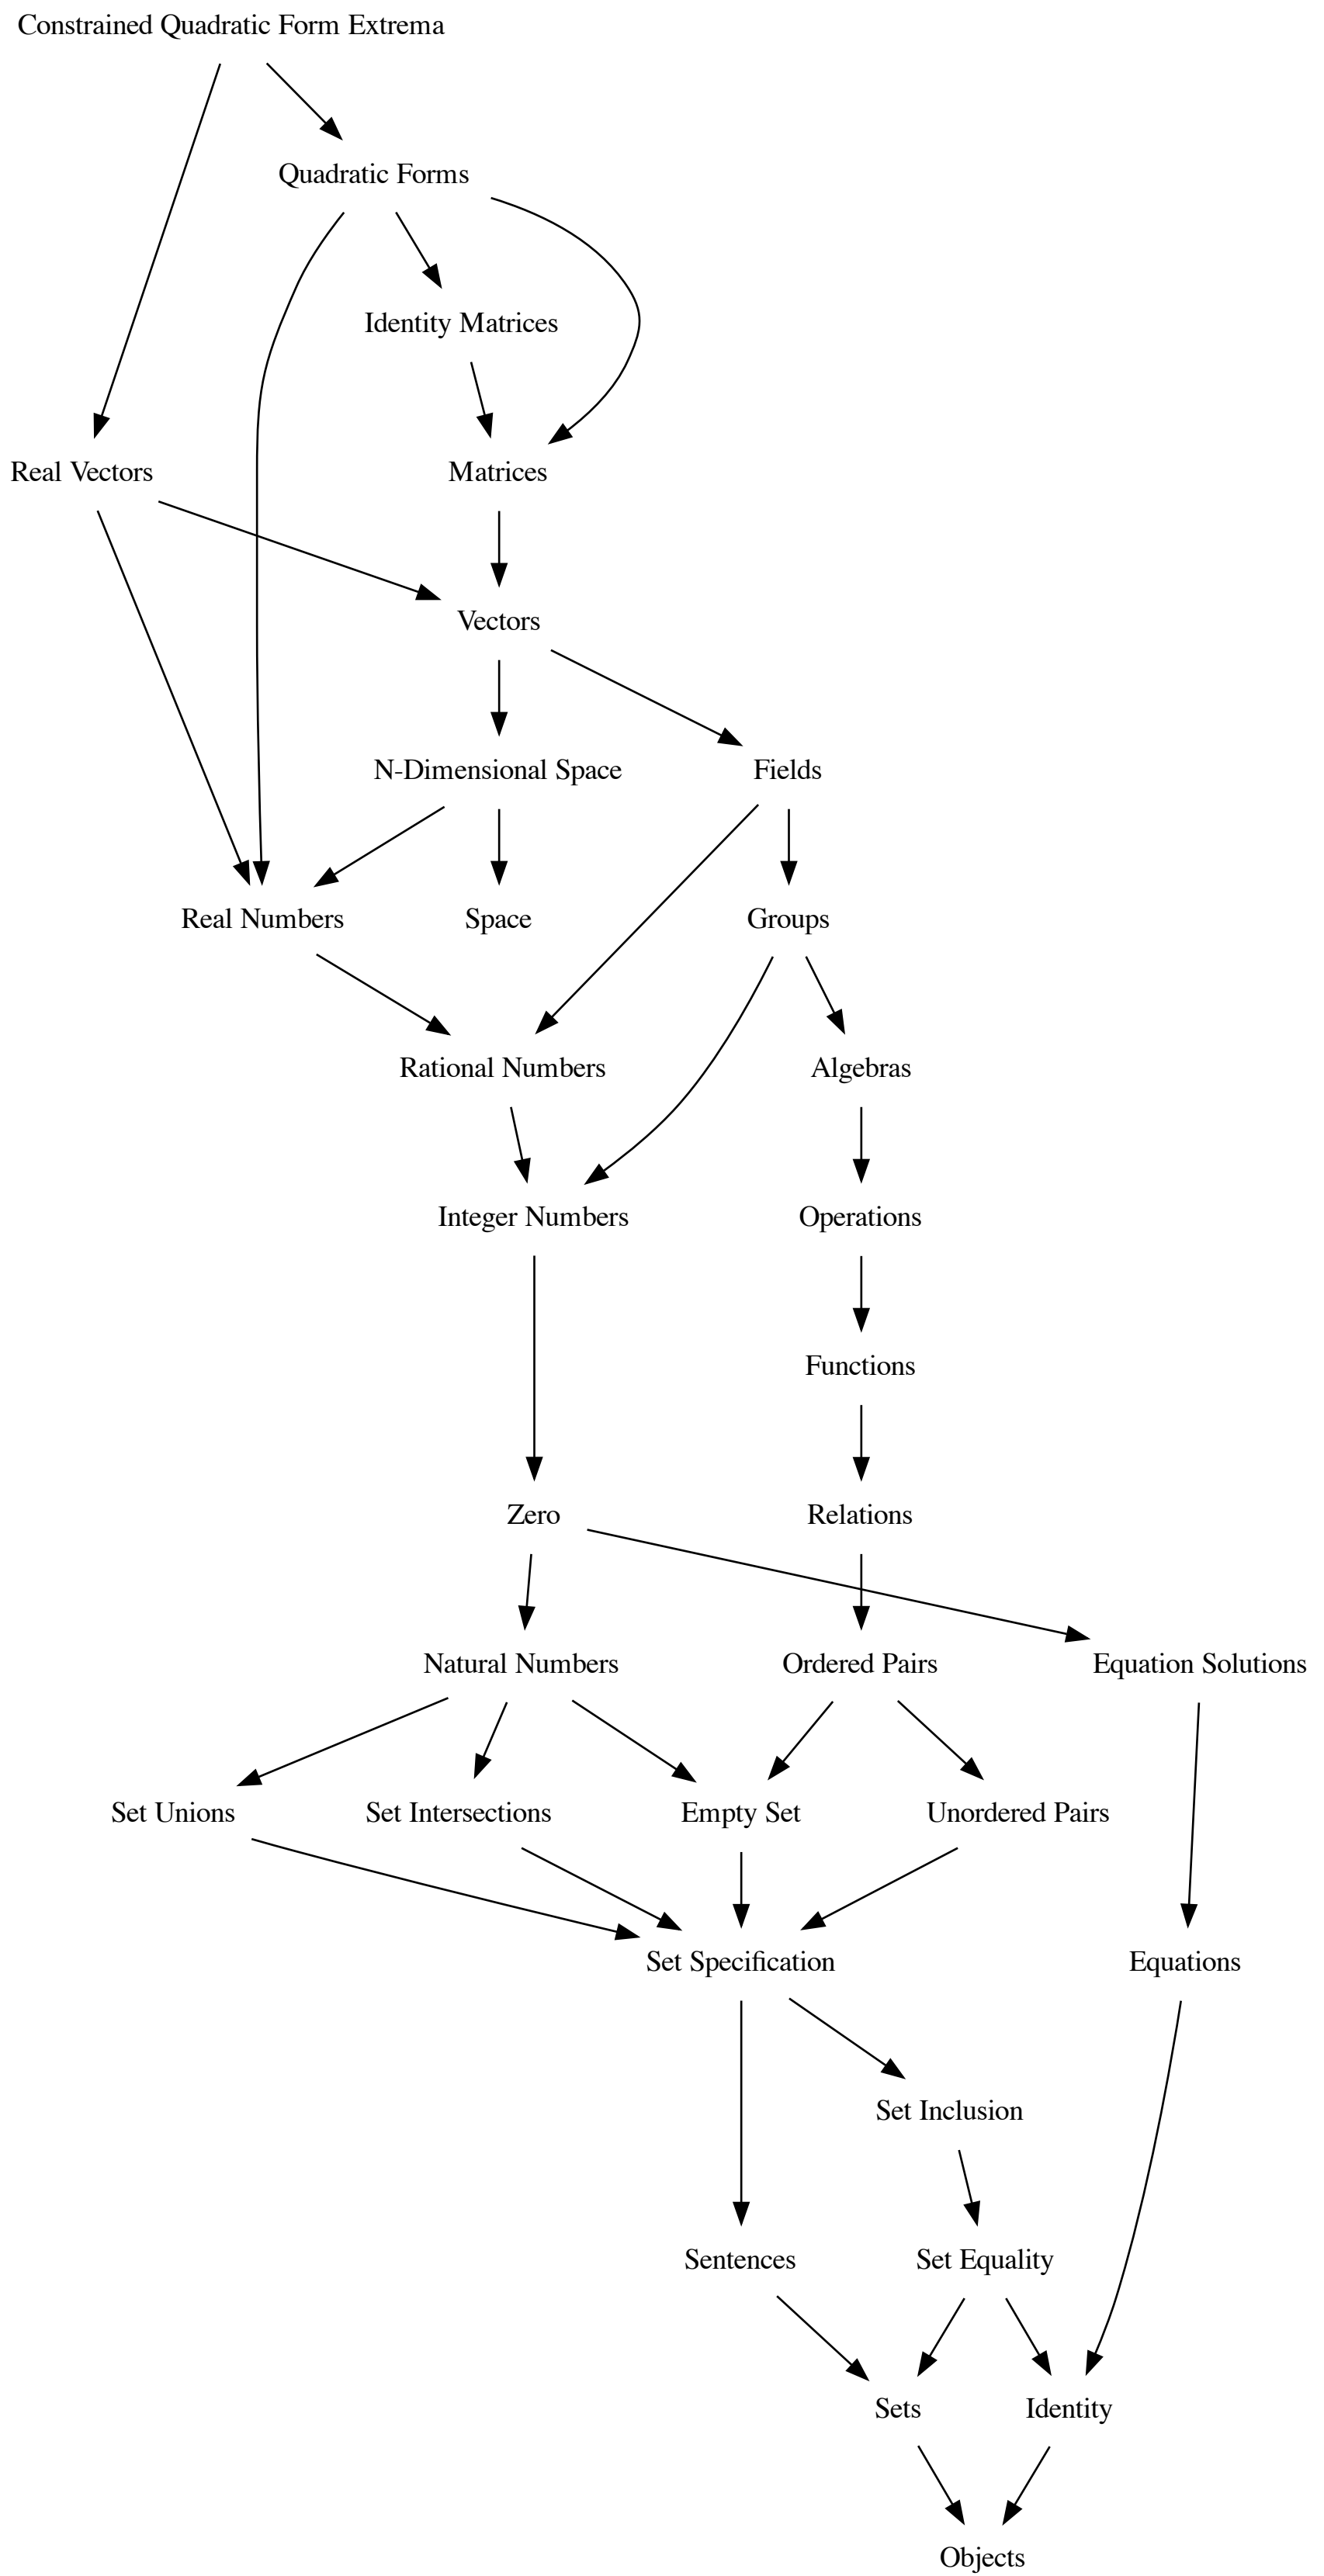 Constrained Quadratic Form Extrema
Quadratic Forms
Identity Matrices
Real Vectors
Matrices
Vectors
N-Dimensional Space
Fields
Real Numbers
Space
Groups
Rational Numbers
Algebras
Integer Numbers
Operations
Functions
Zero
Relations
Natural Numbers
Ordered Pairs
Equation Solutions
Set Unions
Set Intersections
Empty Set
Unordered Pairs
Set Specification
Equations
Set Inclusion
Sentences
Set Equality
Sets
Identity
Objects